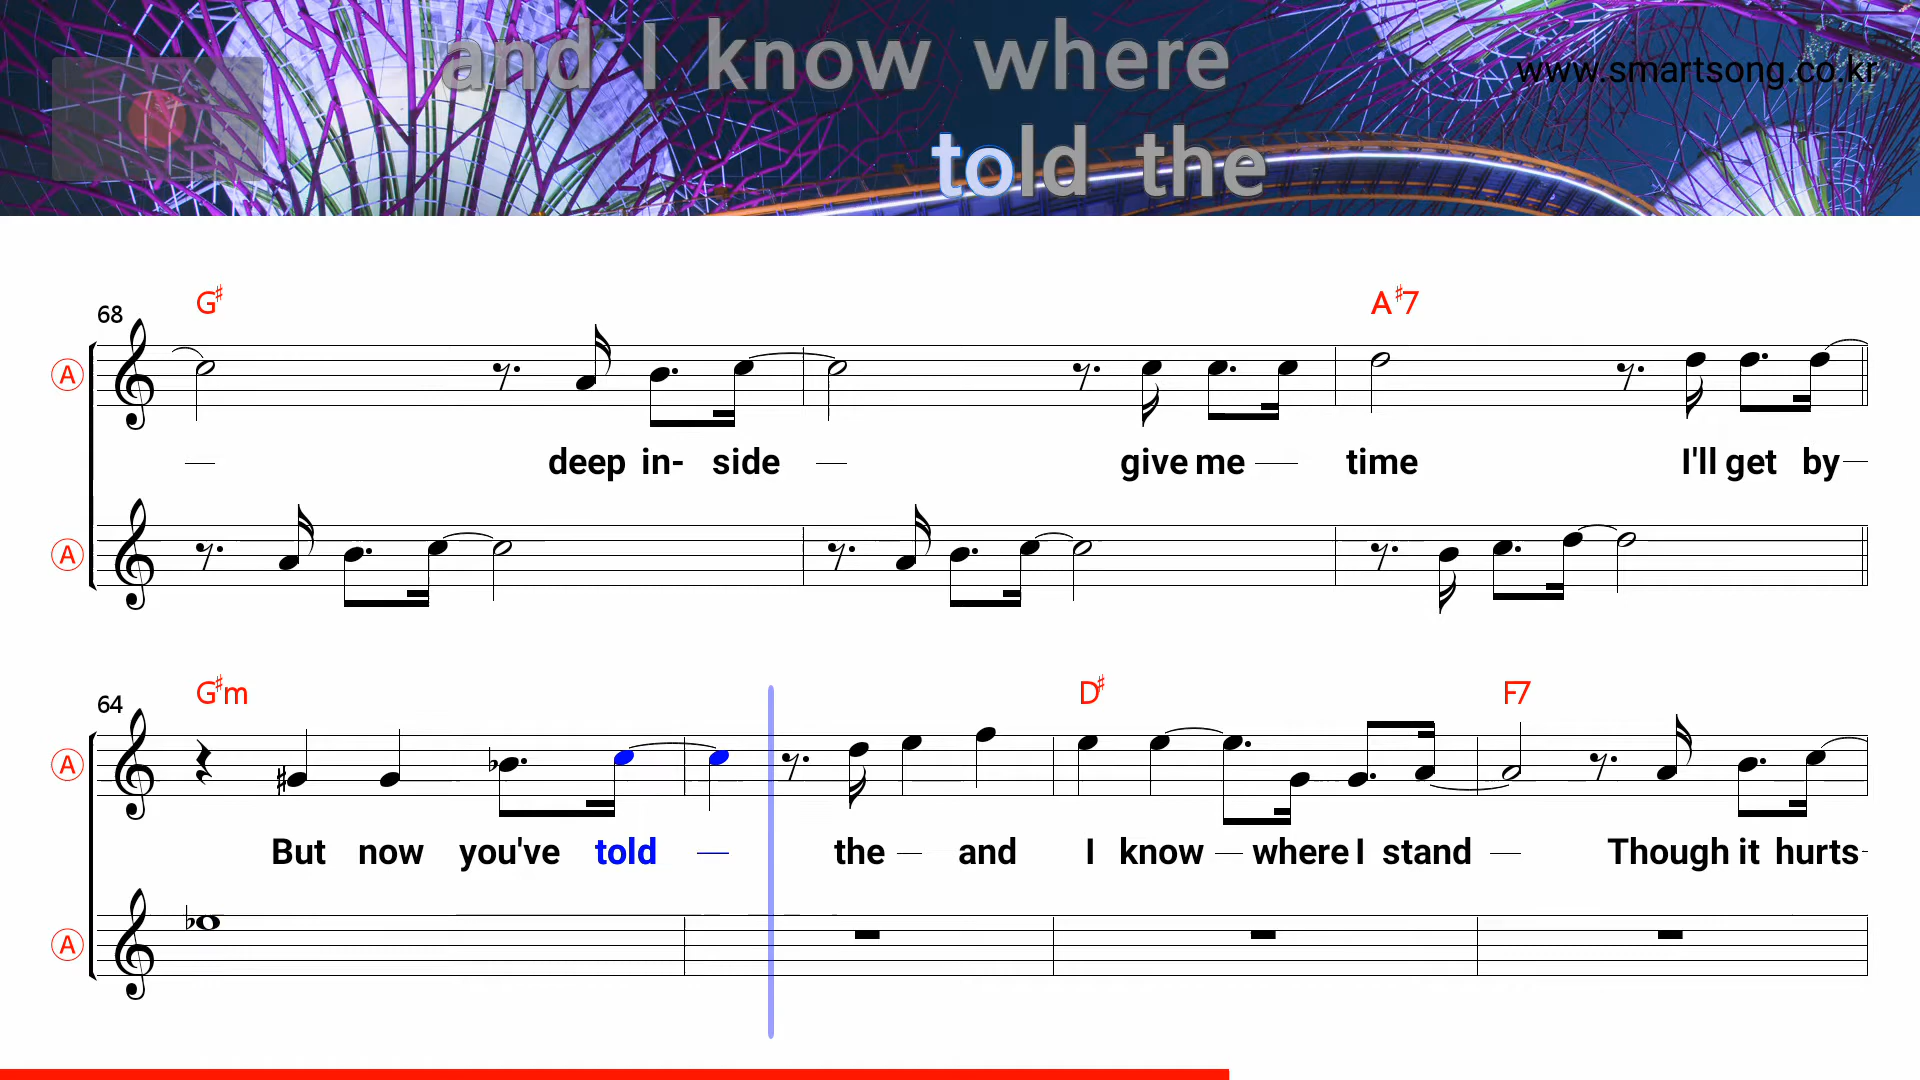 and I know where
www.smartsong.co.kr
told the
G♯ A♯7
68
A
deep in- side give me time I'll get by
A
G♯m D♯ F7
64
A
But now you've told the and I know where I stand Though it hurts
A